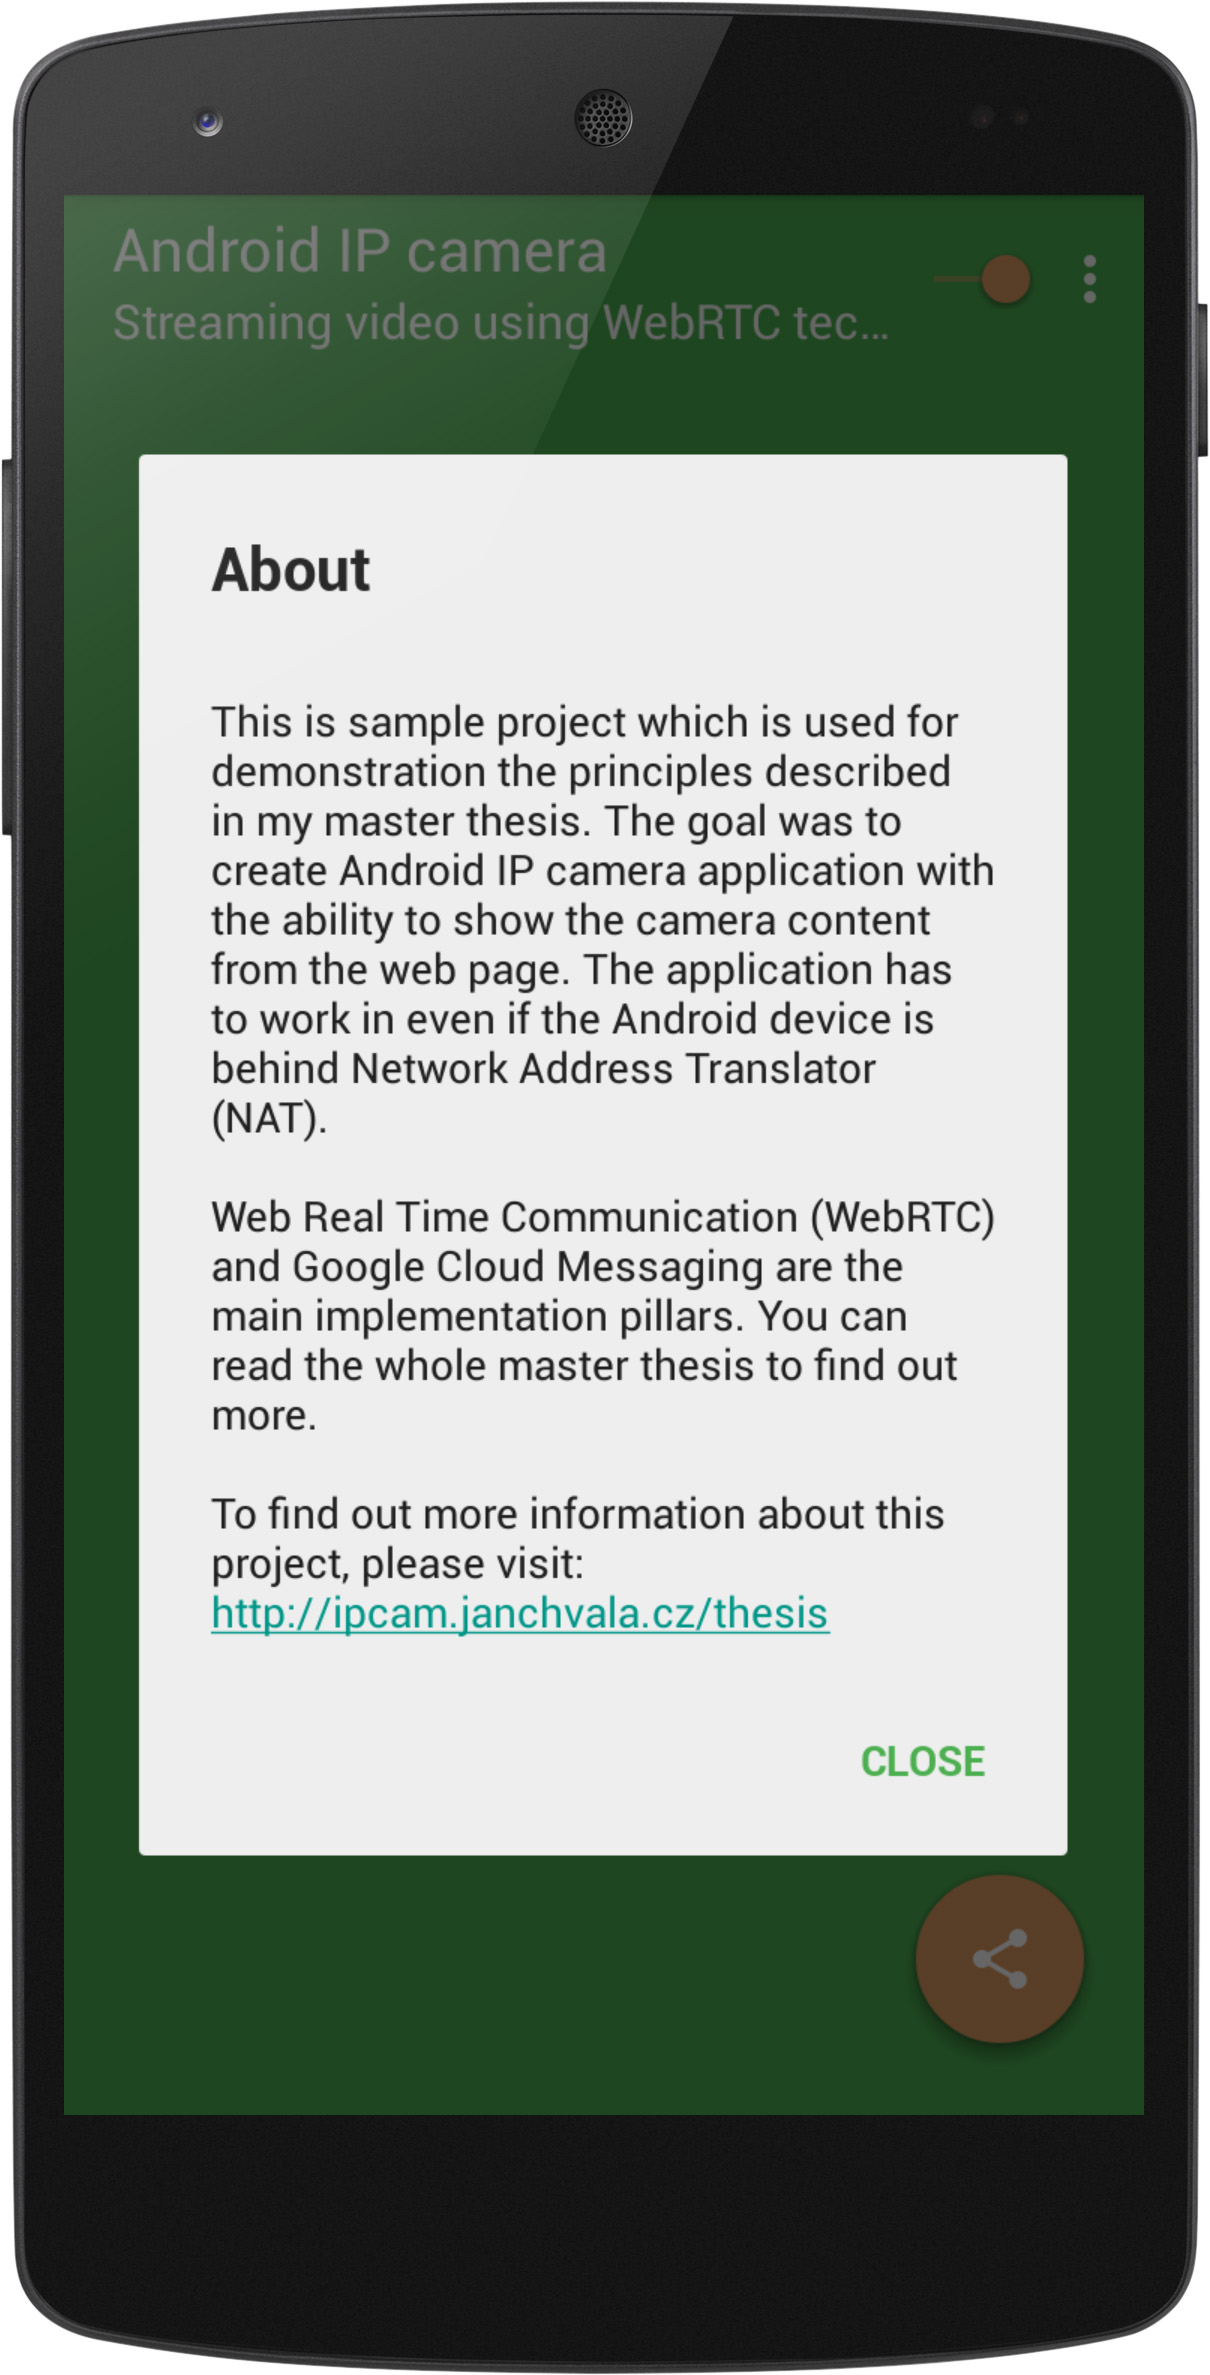 Android IP camera
Streaming video using WebRTC tec...
About
This is sample project which is used for
demonstration the principles described
in my master thesis. The goal was to
create Android IP camera application with
the ability to show the camera content
from the web page. The application has
to work in even if the Android device is
behind Network Address Translator
(NAT).
Web Real Time Communication (WebRTC)
and Google Cloud Messaging are the
main implementation pillars. You can
read the whole master thesis to find out
more.
To find out more information about this
project, please visit:
http://ipcam.janchvala.cz/thesis
CLOSE